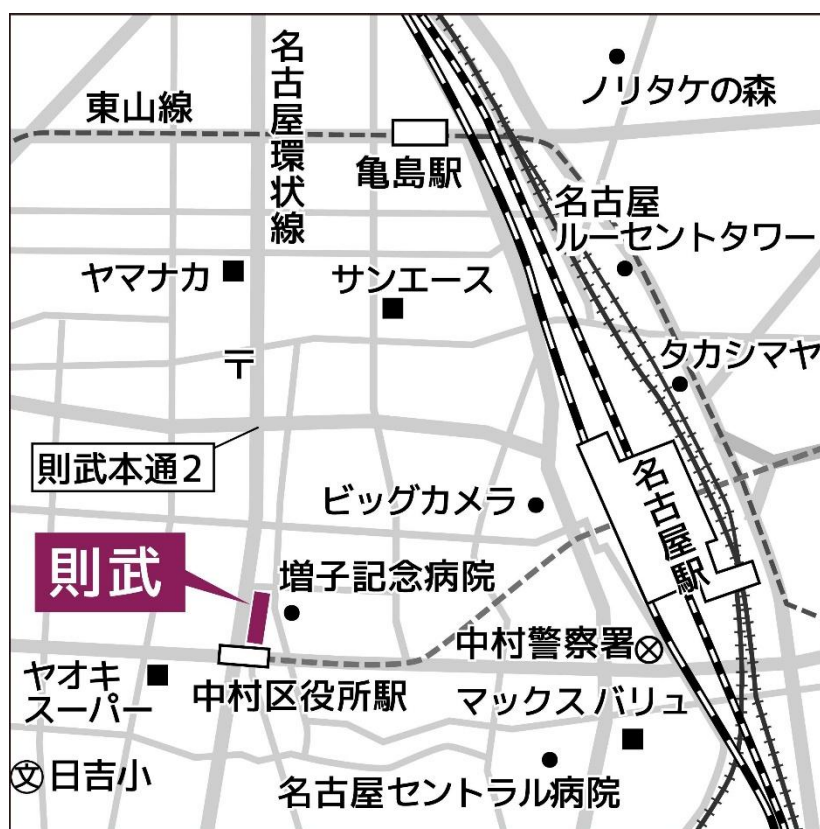 ノリタケの森
名古屋環状線
東山線
亀島駅
名古屋
ルーセントタワー
ヤマナカ
サンエース
タカシマヤ
〒
則武本通2
ビッグカメラ
名古屋駅
則武
増子記念病院
中村警察署
ヤオキ
スーパー
中村区役所駅
マックスバリュ
文日吉小
名古屋セントラル病院